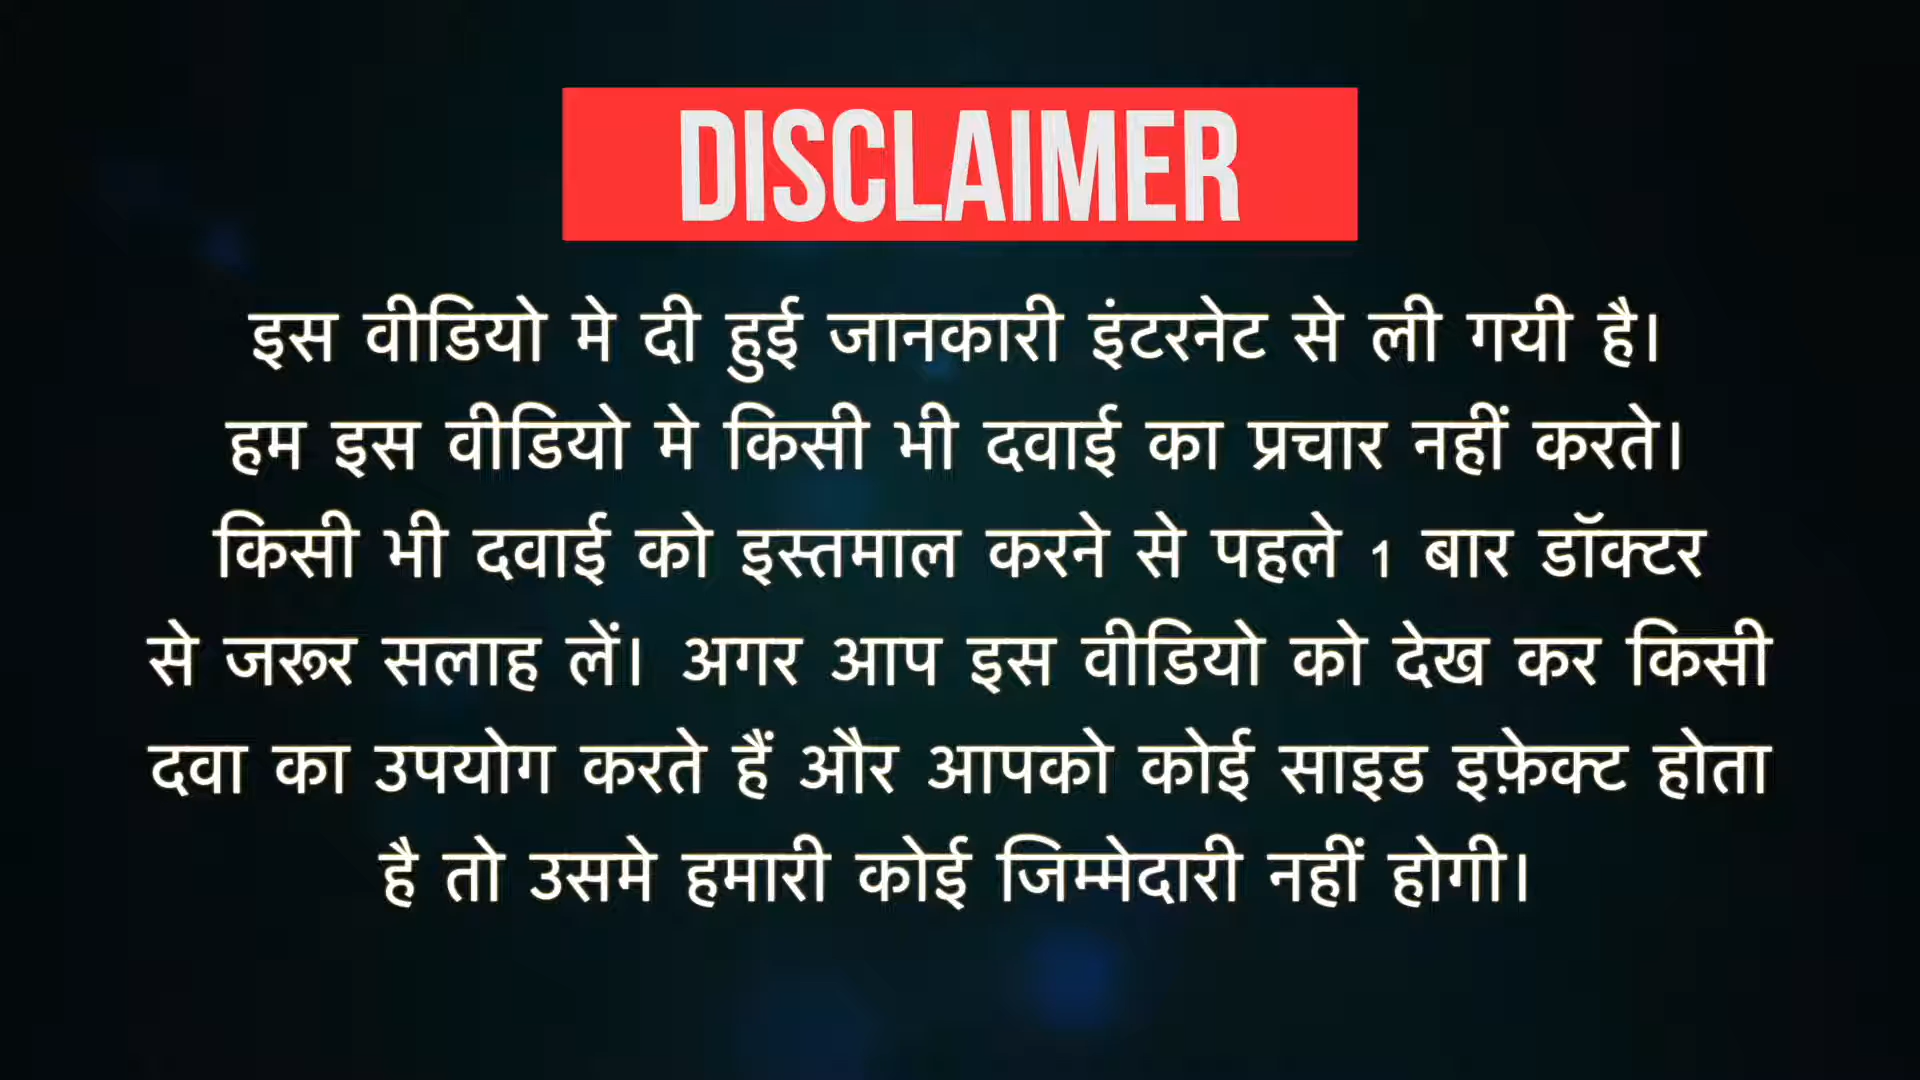 DISCLAIMER
इस वीडियो मे दी हुई जानकारी इंटरनेट से ली गयी है।
हम इस वीडियो मे किसी भी दवाई का प्रचार नहीं करते।
किसी भी दवाई को इस्तमाल करने से पहले 1 बार डॉक्टर
से जरूर सलाह लें। अगर आप इस वीडियो को देख कर किसी
दवा का उपयोग करते हैं और आपको कोई साइड इफ़ेक्ट होता
है तो उसमे हमारी कोई जिम्मेदारी नहीं होगी।